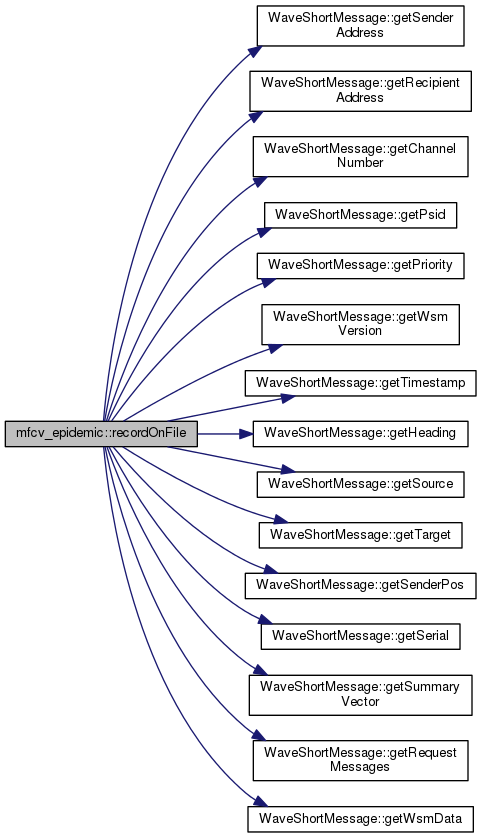 WaveShortMessage::getSender
Address
WaveShortMessage::getRecipient
Address
WaveShortMessage::getChannel
Number
WaveShortMessage::getPsid
WaveShortMessage::getPriority
WaveShortMessage::getWsm
Version
WaveShortMessage::getTimestamp
mfcv_epidemic::recordOnFile
WaveShortMessage::getHeading
WaveShortMessage::getSource
WaveShortMessage::getTarget
WaveShortMessage::getSenderPos
WaveShortMessage::getSerial
WaveShortMessage::getSummary
Vector
WaveShortMessage::getRequest
Messages
WaveShortMessage::getWsmData